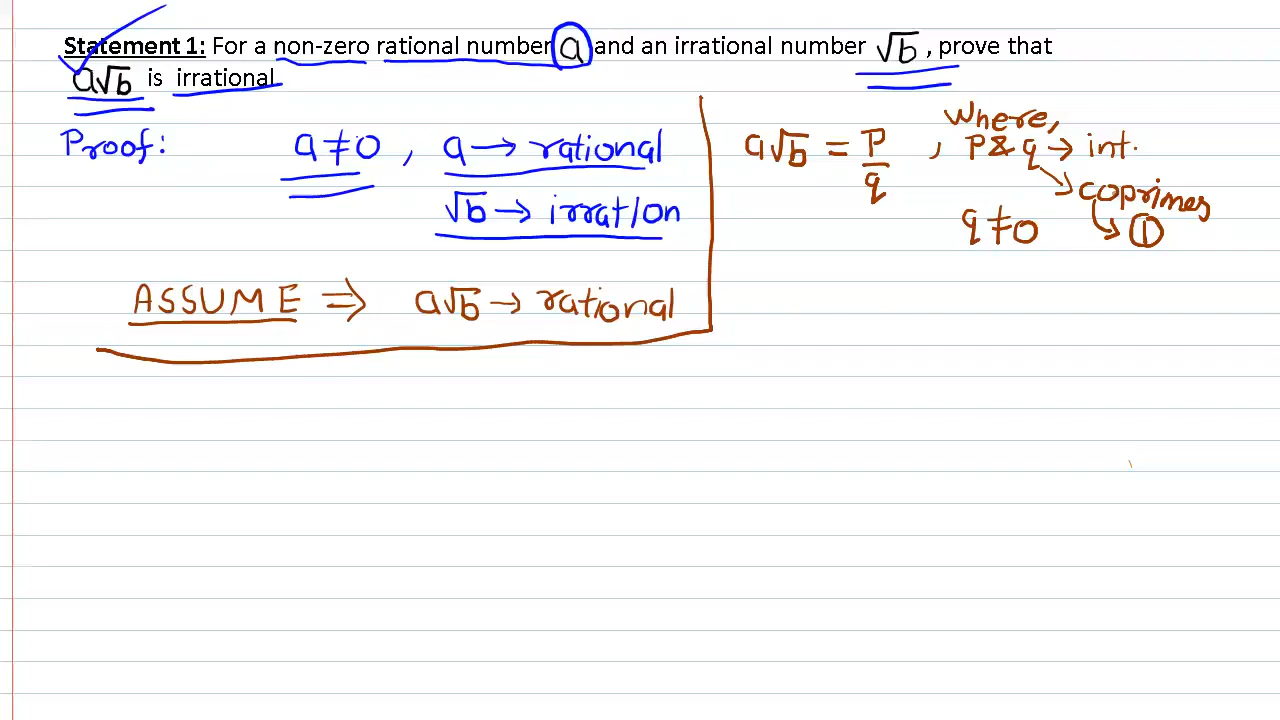 Statement 1: For a non-zero rational number a and an irrational number √b, prove that
a√b is irrational
Proof: a ≠ 0, a → rational
√b → irration
ASSUME ⇒ a√b → rational
a√b = p/q, where,
p & q → int.
→ coprimes
q ≠ 0 → ①